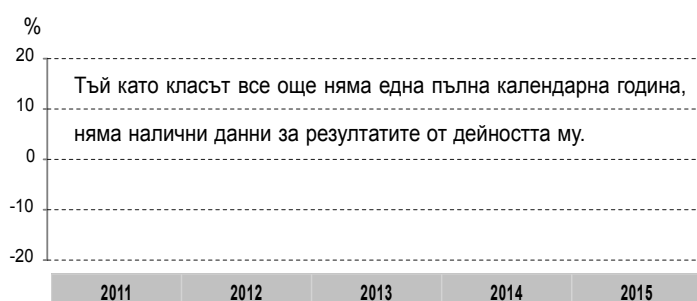 %
20
Тъй като класът все още няма една пълна календарна година,
10
няма налични данни за резултатите от дейността му.
0
-10
-20
2011 2012 2013 2014 2015